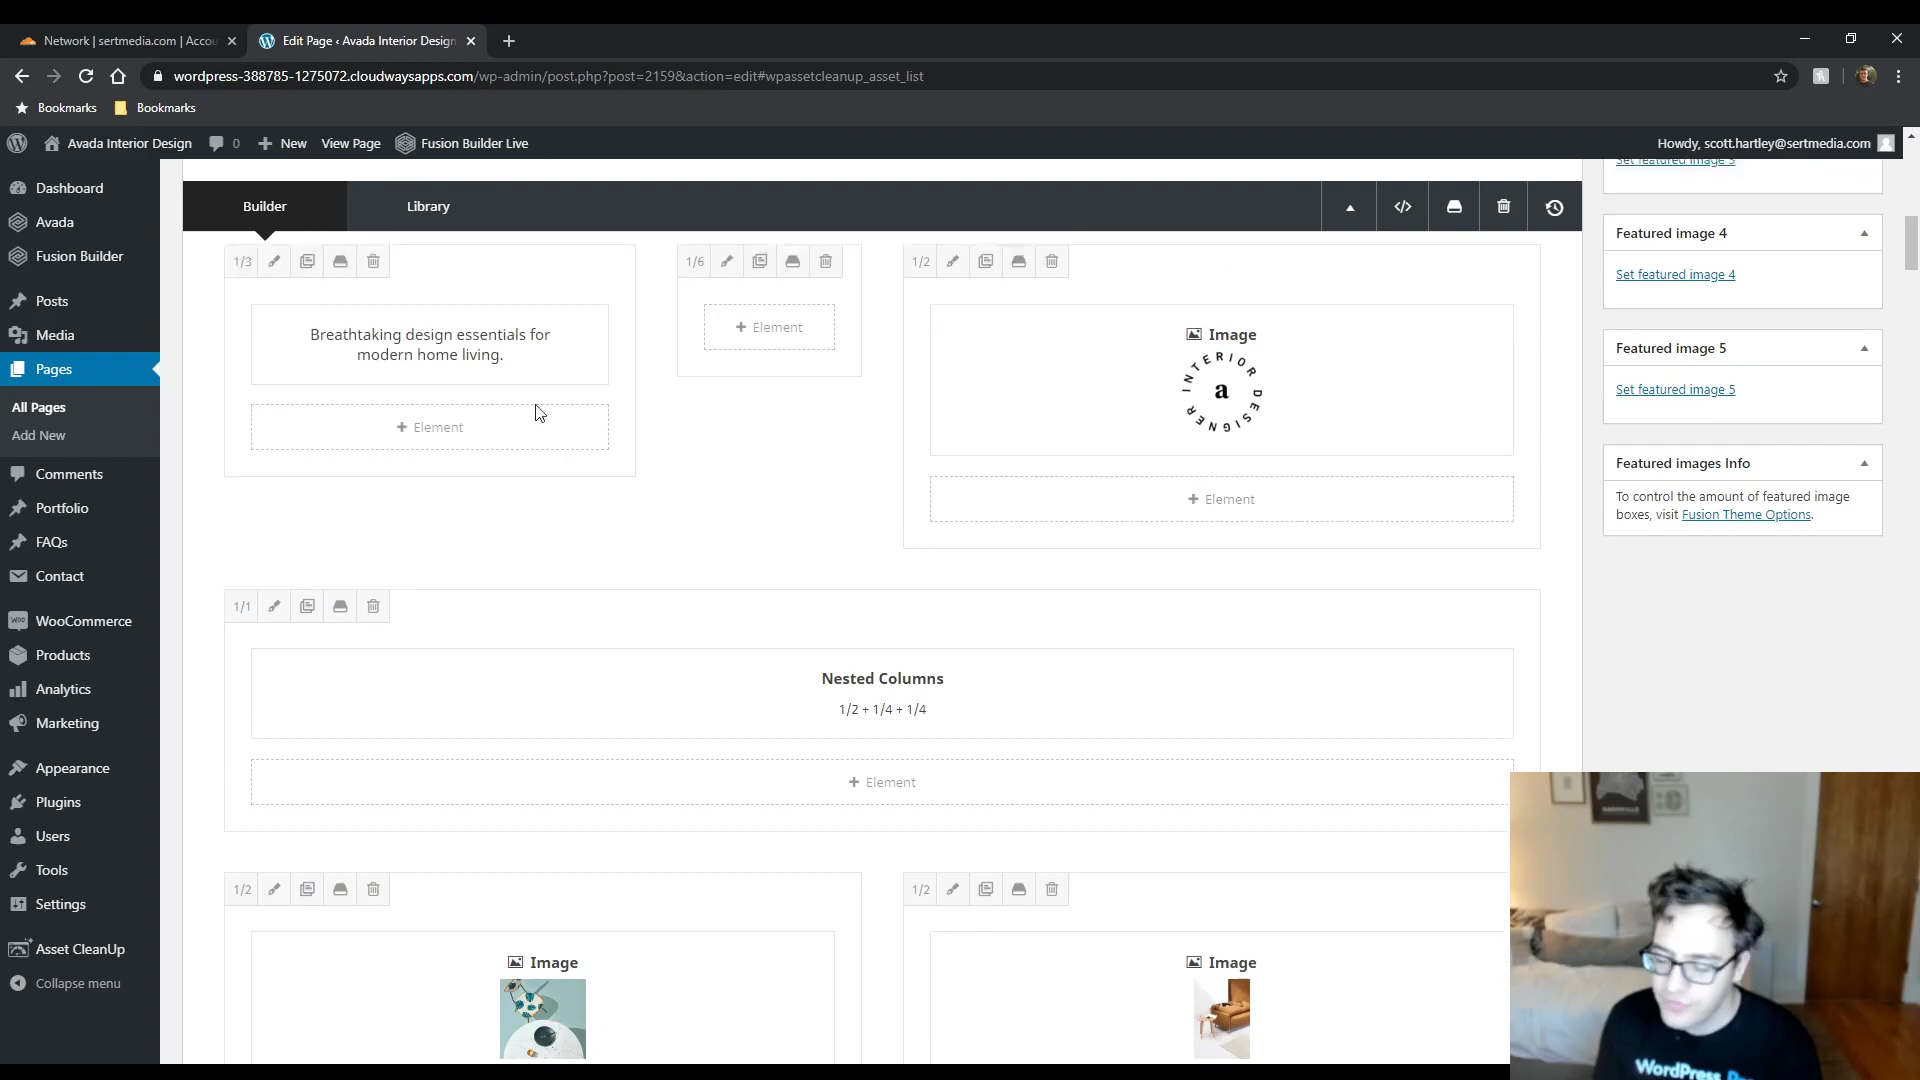 Network | sertmedia.com | Accou
Edit Page ‹ Avada Interior Design
wordpress-388785-1275072.cloudwaysapps.com/wp-admin/post.php?post=2159&action=edit#wpassetcleanup_asset_list
Bookmarks
Bookmarks
Avada Interior Design
0
New
View Page
Fusion Builder Live
Howdy, scott.hartley@sertmedia.com
Dashboard
Avada
Fusion Builder
Posts
Media
Pages
All Pages
Add New
Comments
Portfolio
FAQs
Contact
WOO
WooCommerce
Products
Analytics
Marketing
Appearance
Plugins
Users
Tools
Settings
Asset CleanUp
Collapse menu
Builder
Library
1/3
Breathtaking design essentials for
modern home living.
+ Element
1/6
+ Element
1/2
Image
INTERIOR DESIGNER
a
+ Element
1/1
Nested Columns
1/2 + 1/4 + 1/4
+ Element
1/2
Image
1/2
Image
Set featured image 3
Featured image 4
Set featured image 4
Featured image 5
Set featured image 5
Featured images Info
To control the amount of featured image
boxes, visit Fusion Theme Options.
WordPress